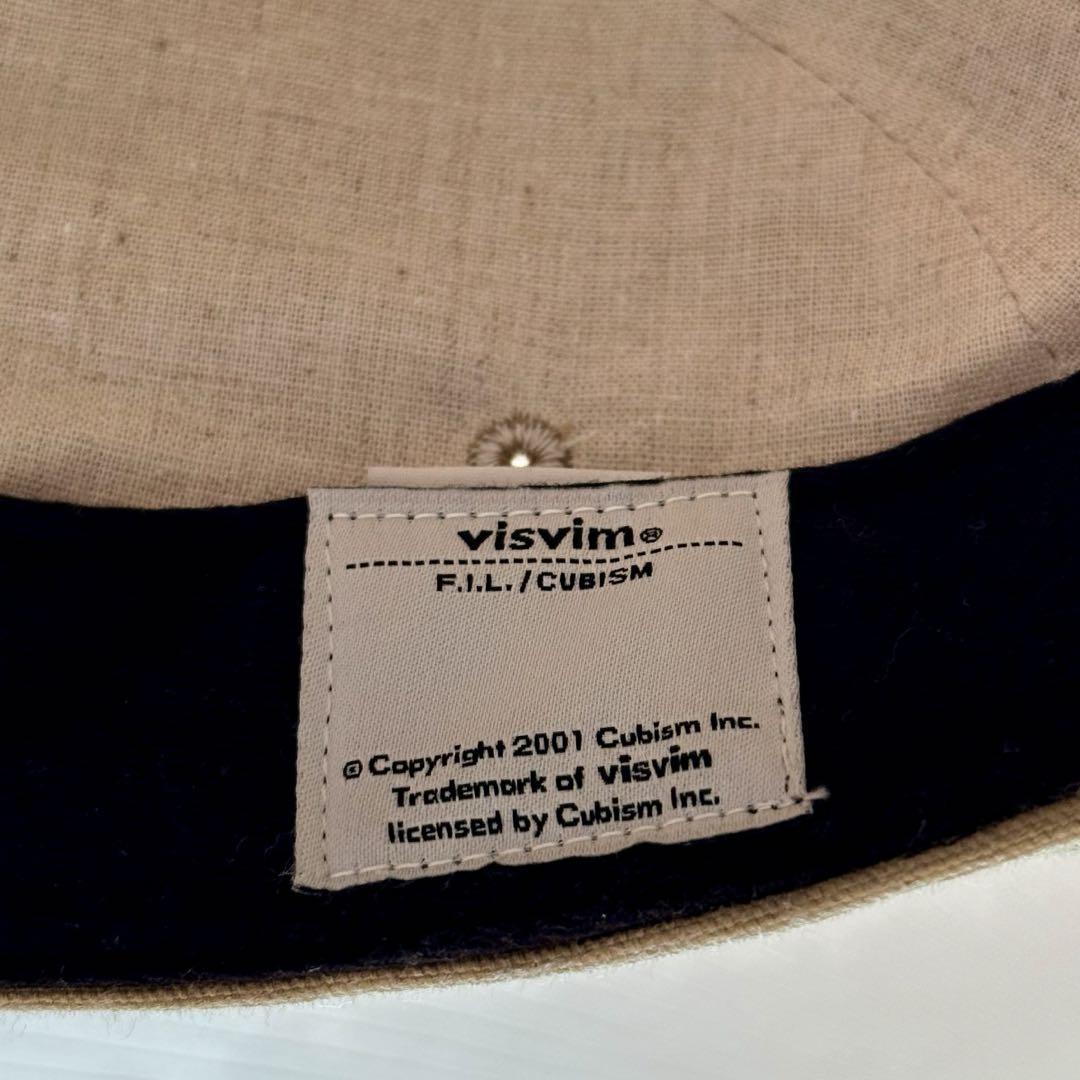 visvim®
F.I.L./CUBISM
© Copyright 2001 Cubism Inc.
Trademark of visvim
licensed by Cubism Inc.